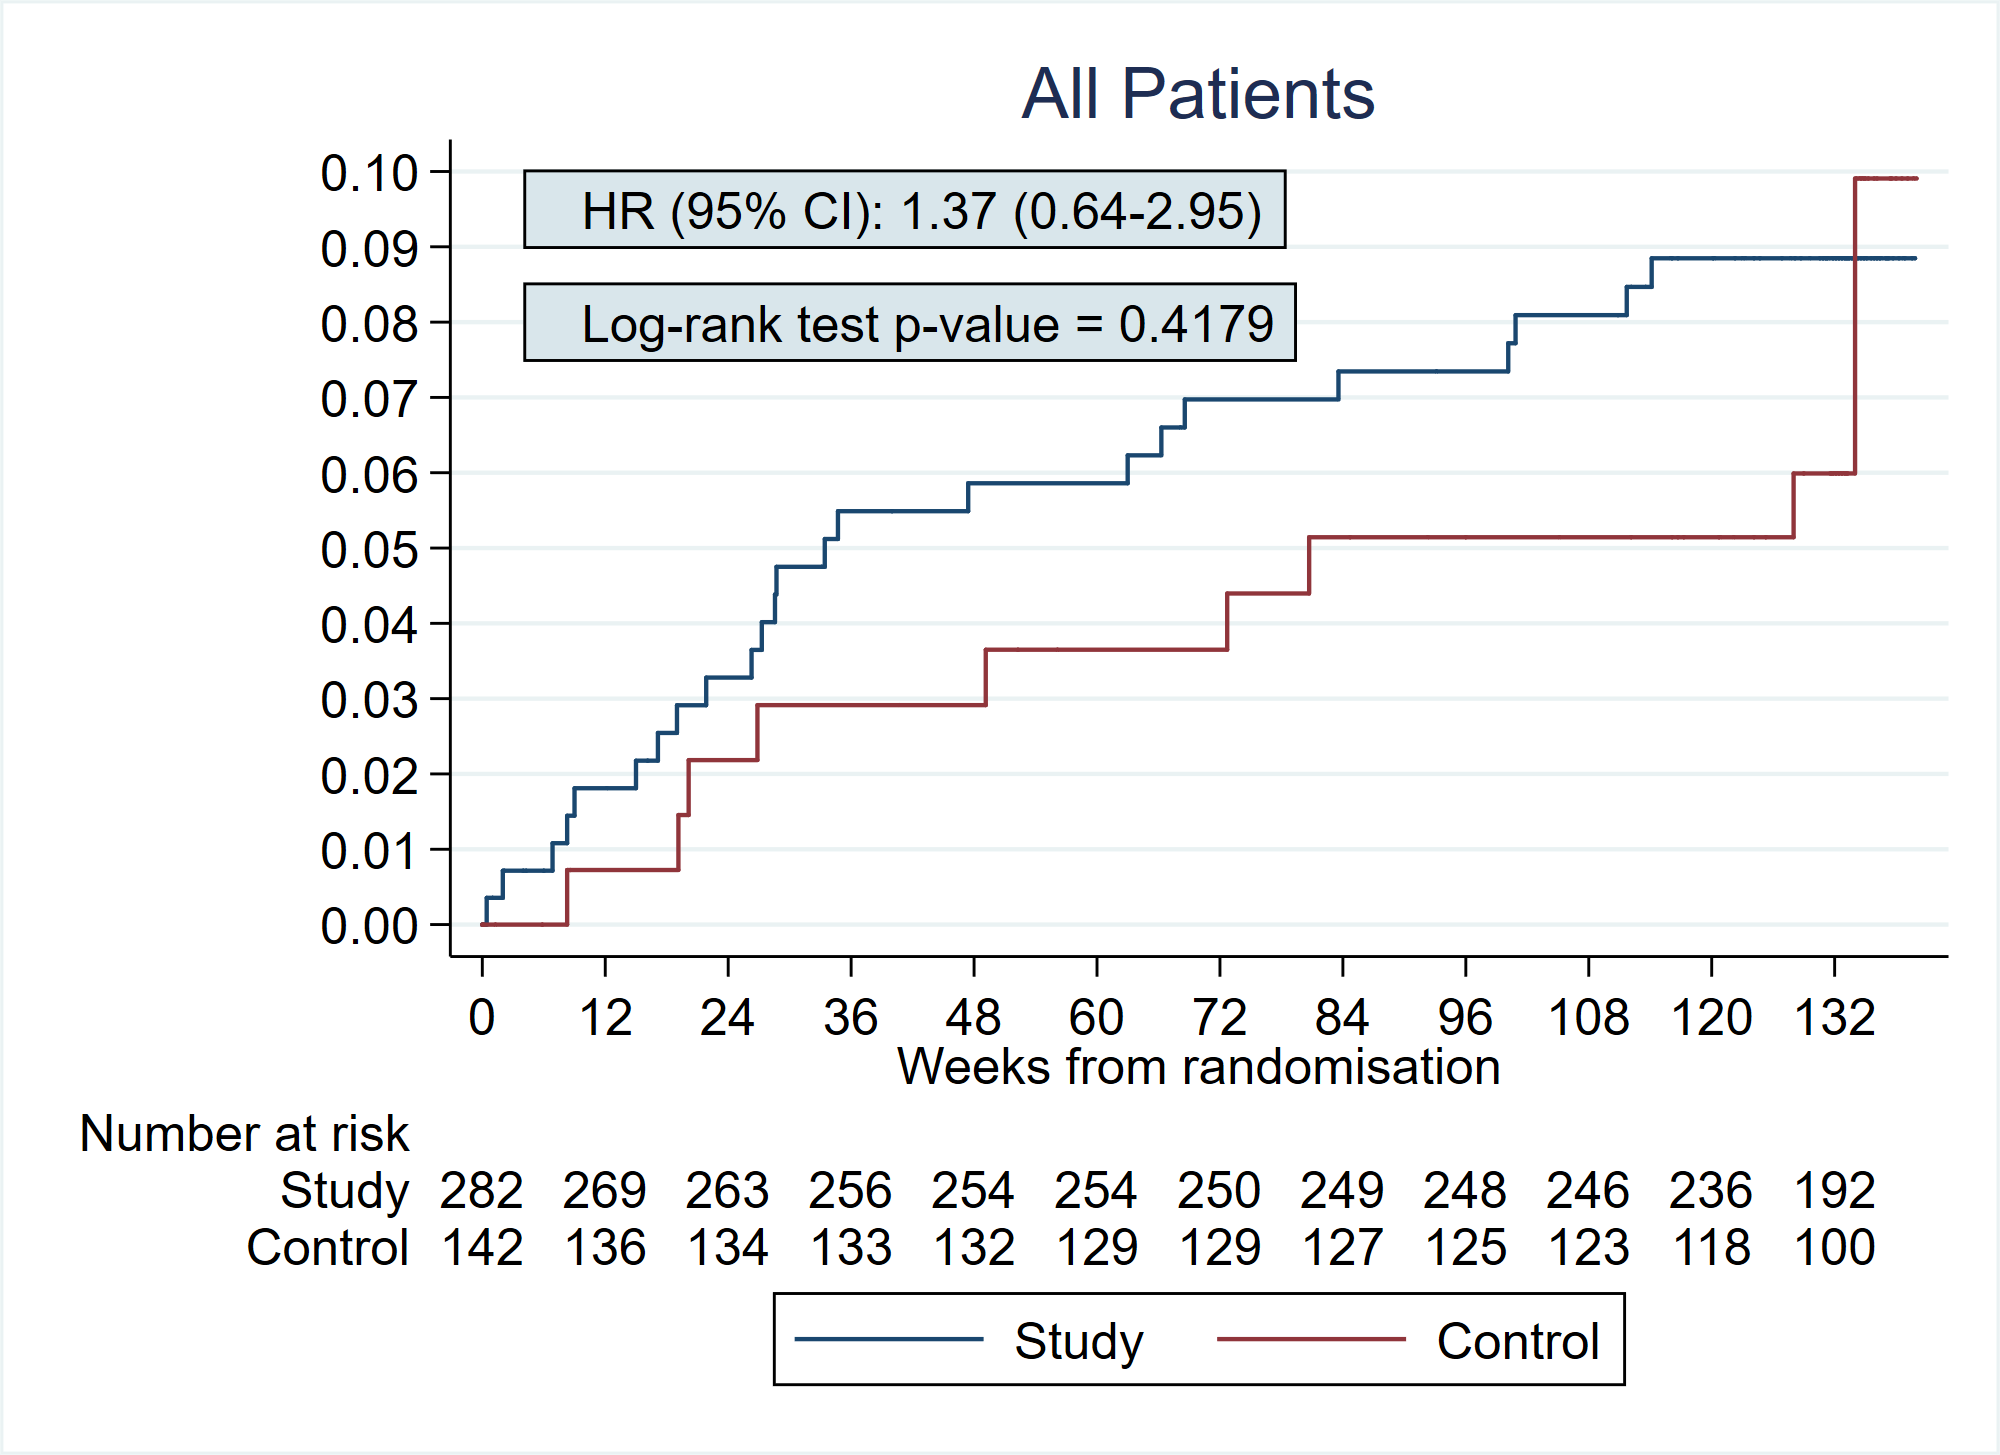 All Patients
HR (95% CI): 1.37 (0.64-2.95)
Log-rank test p-value = 0.4179
0.10
0.09
0.08
0.07
0.06
0.05
0.04
0.03
0.02
0.01
0.00
0 12 24 36 48 60 72 84 96 108 120 132
Weeks from randomisation
Number at risk
Study 282 269 263 256 254 254 250 249 248 246 236 192
Control 142 136 134 133 132 129 129 127 125 123 118 100
Study Control